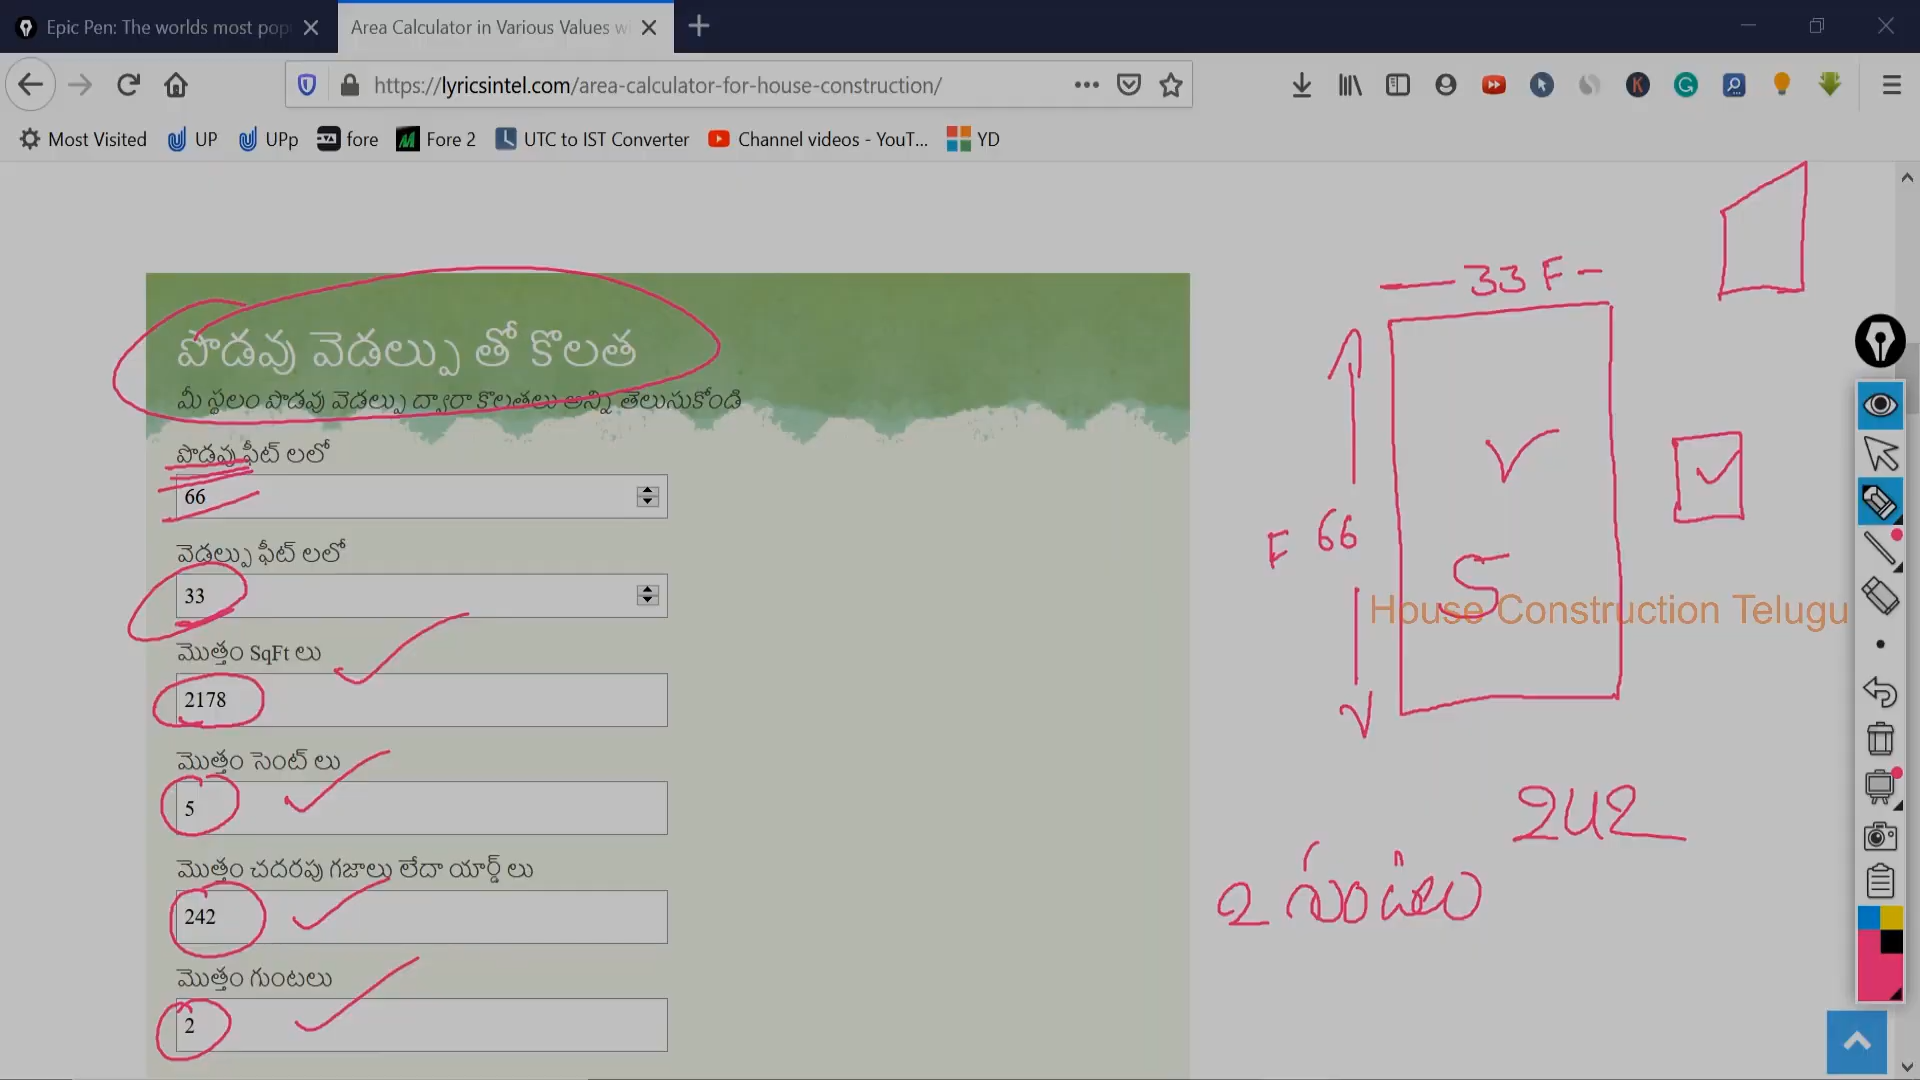 Epic Pen: The worlds most pop
Area Calculator in Various Values w
https://lyricsintel.com/area-calculator-for-house-construction/
Most Visited UP UPp fore Fore 2 UTC to IST Converter Channel videos - YouT... YD
పొడవు వెడల్పు తో కొలత
మీ స్థలం పొడవు వెడల్పు ద్వారా కొలతలు అన్ని తెలుసుకోండి
పొడవు ఫీట్ లలో
66
వెడల్పు ఫీట్ లలో
33
మొత్తం SqFt లు
2178
మొత్తం సెంట్ లు
5
మొత్తం చదరపు గజాలు లేదా యార్డ్ లు
242
మొత్తం గుంటలు
2
33 F
F 66
5
House Construction Telugu
242
2